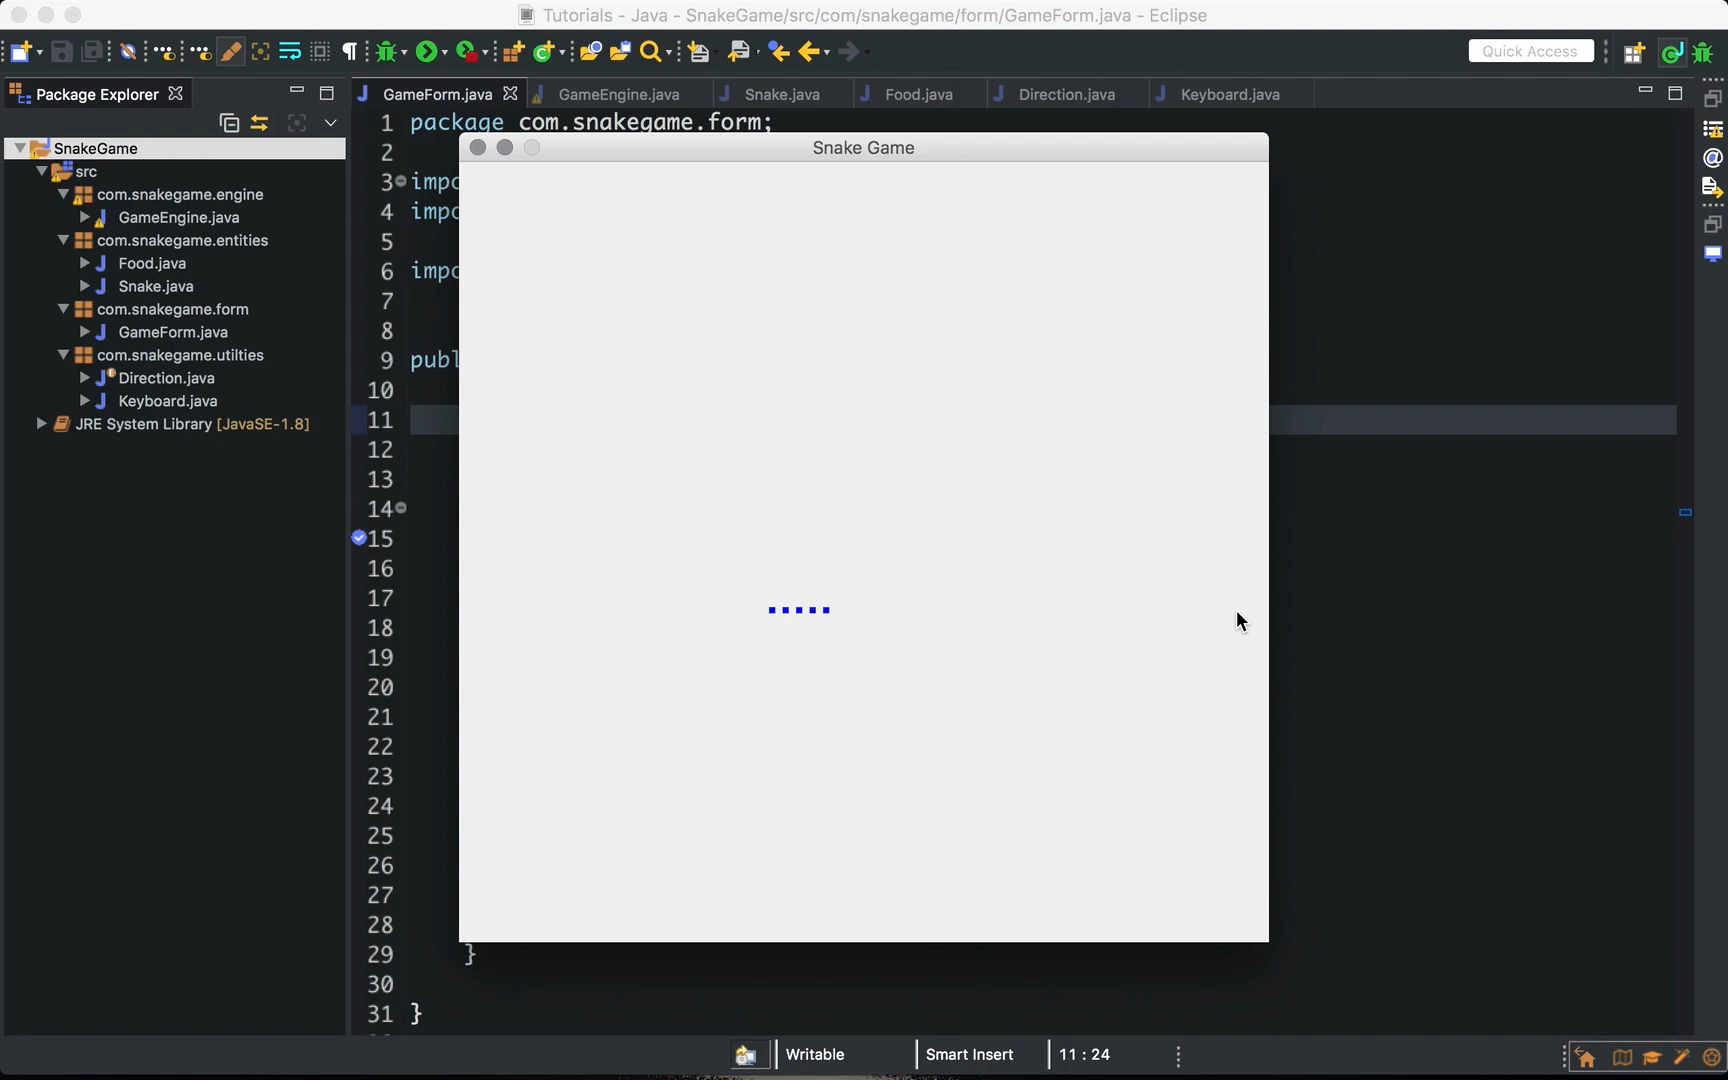 Tutorials - Java - SnakeGame/src/com/snakegame/form/GameForm.java - Eclipse
Quick Access
Package Explorer
GameForm.java
GameEngine.java
Snake.java
Food.java
Direction.java
Keyboard.java
SnakeGame
src
com.snakegame.engine
GameEngine.java
com.snakegame.entities
Food.java
Snake.java
com.snakegame.form
GameForm.java
com.snakegame.utilties
Direction.java
Keyboard.java
JRE System Library [JavaSE-1.8]
1 package com.snakegame.form;
Snake Game
2
3 impo
4 impo
5
6 impo
7
8
9 publ
10
11
12
13
14
15
16
17
18
19
20
21
22
23
24
25
26
27
28
29 }
30
31 }
Writable
Smart Insert
11 : 24